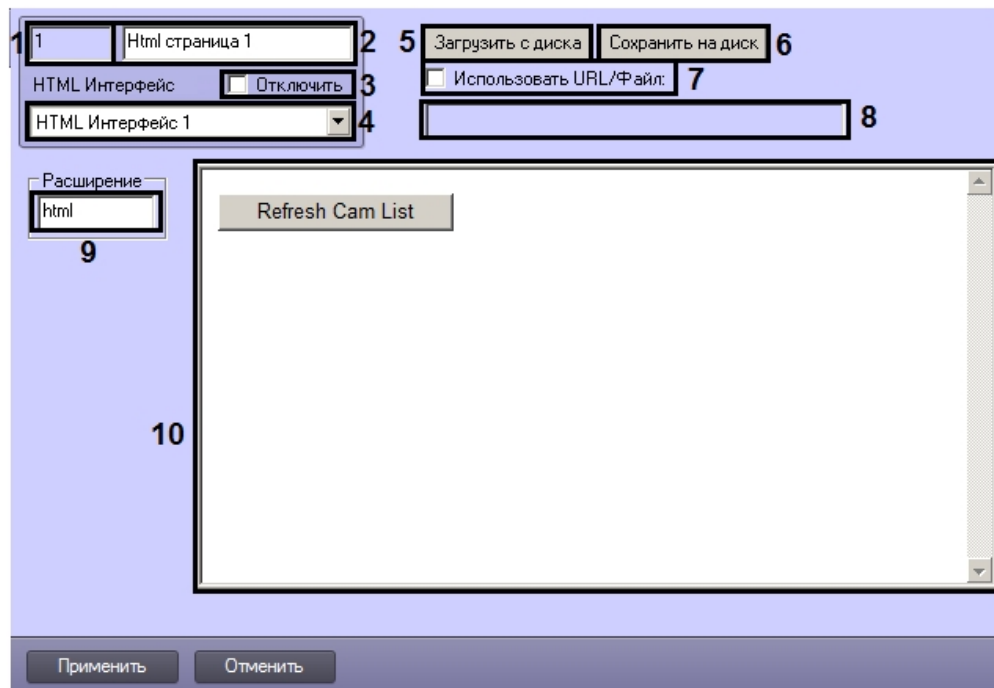 1 1 Html страница 1 2 5 Загрузить с диска Сохранить на диск 6
HTML Интерфейс Отключить 3 Использовать URL/Файл: 7
HTML Интерфейс 1 4 8
Расширение
html
9
Refresh Cam List
10
Применить Отменить